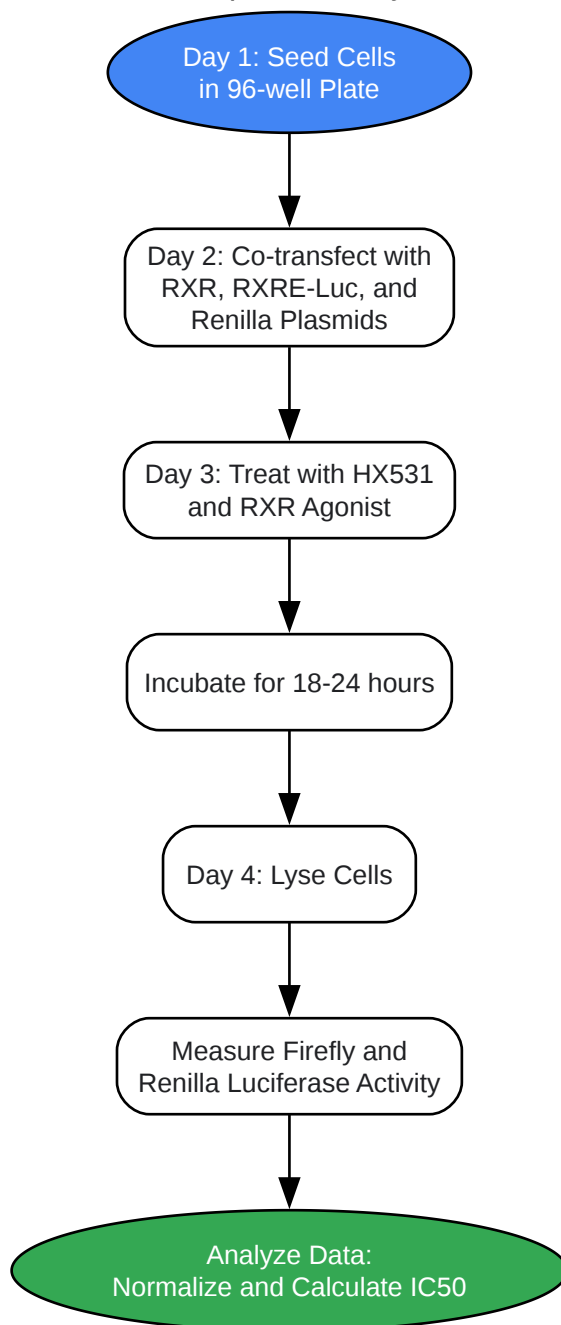 Day 1: Seed Cells
in 96-well Plate
Day 2: Co-transfect with
RXR, RXRE-Luc, and
Renilla Plasmids
Day 3: Treat with HX531
and RXR Agonist
Incubate for 18-24 hours
Day 4: Lyse Cells
Measure Firefly and
Renilla Luciferase Activity
Analyze Data:
Normalize and Calculate IC50